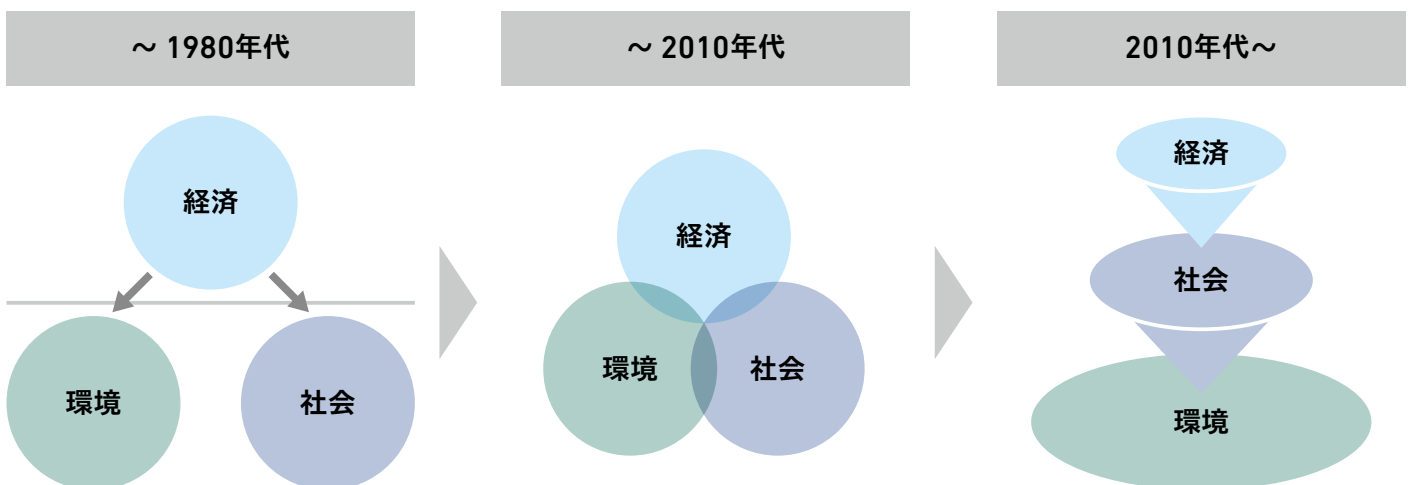 ～ 1980年代
～ 2010年代
2010年代～
経済
環境
社会
経済
環境
社会
経済
社会
環境